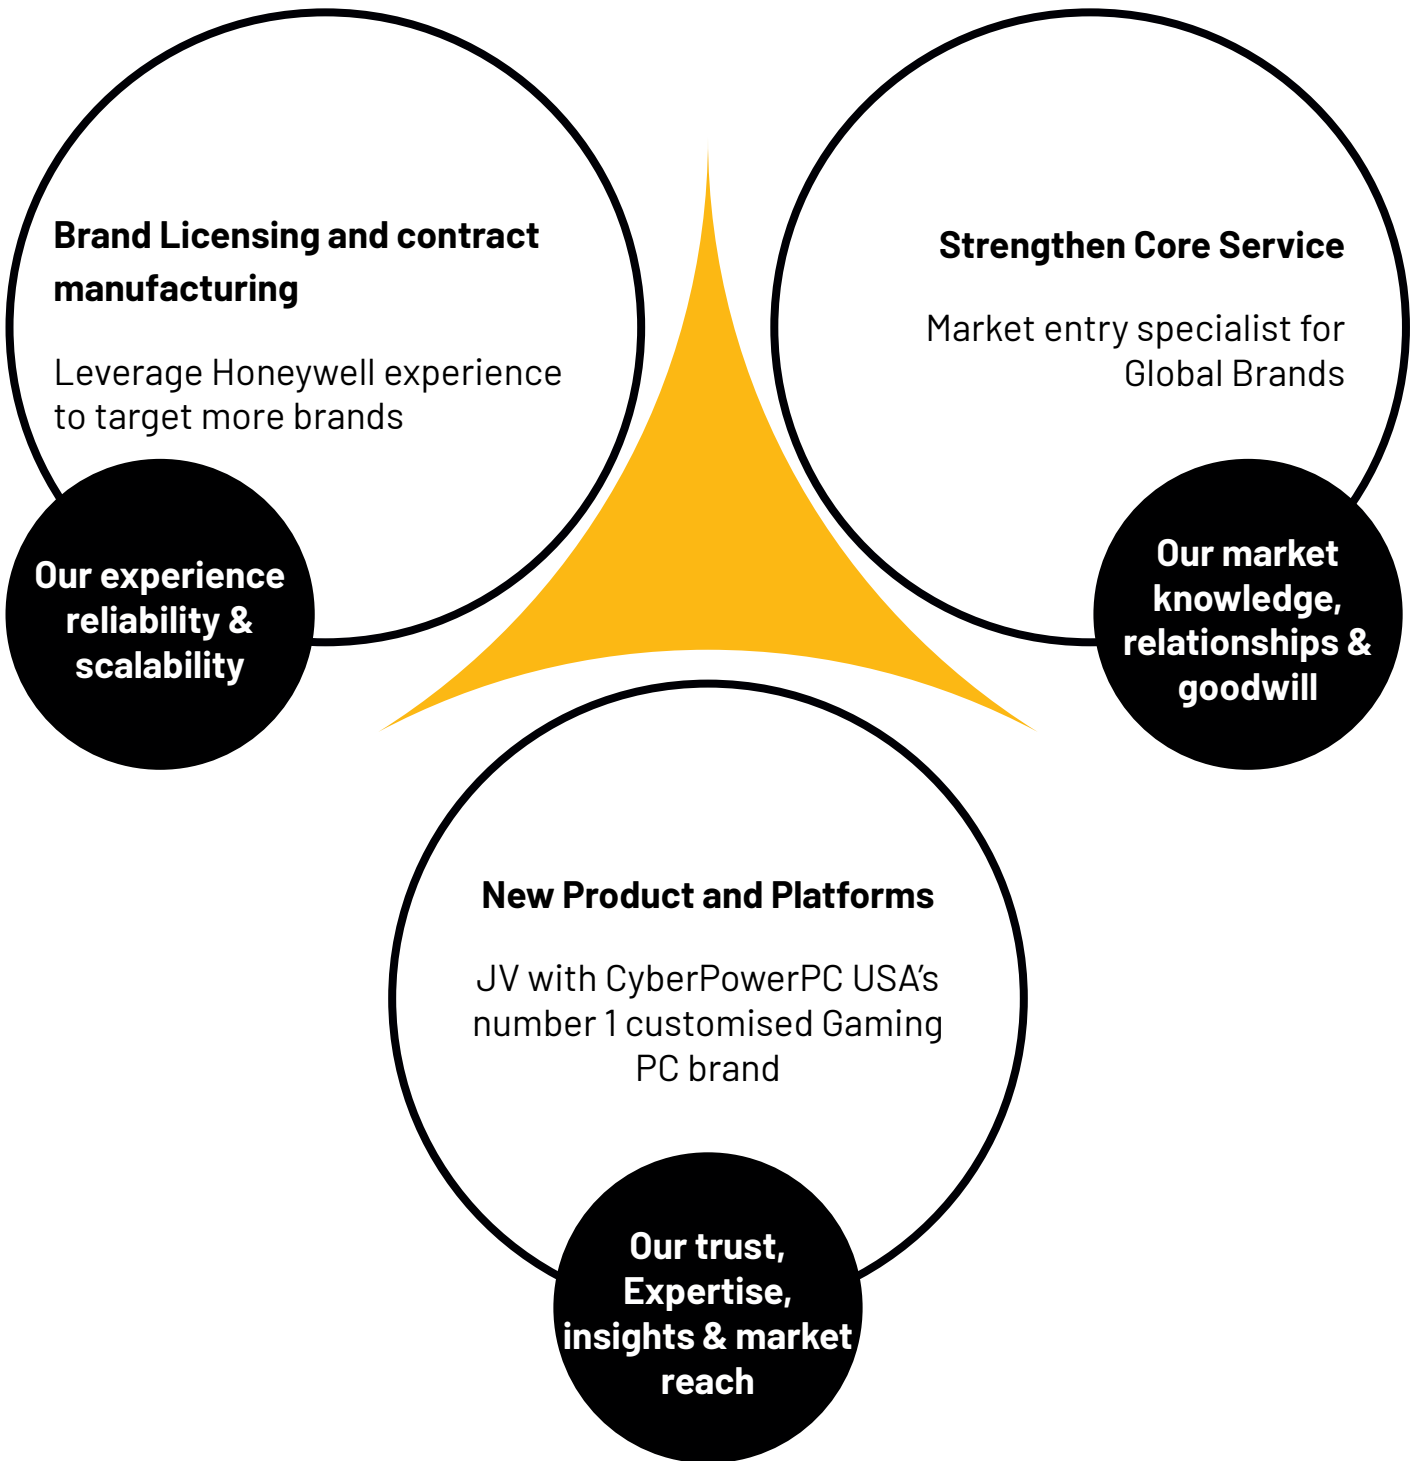 Brand Licensing and contract
manufacturing
Leverage Honeywell experience
to target more brands
Our experience
reliability &
scalability
Strengthen Core Service
Market entry specialist for
Global Brands
Our market
knowledge,
relationships &
goodwill
New Product and Platforms
JV with CyberPowerPC USA’s
number 1 customised Gaming
PC brand
Our trust,
Expertise,
insights & market
reach